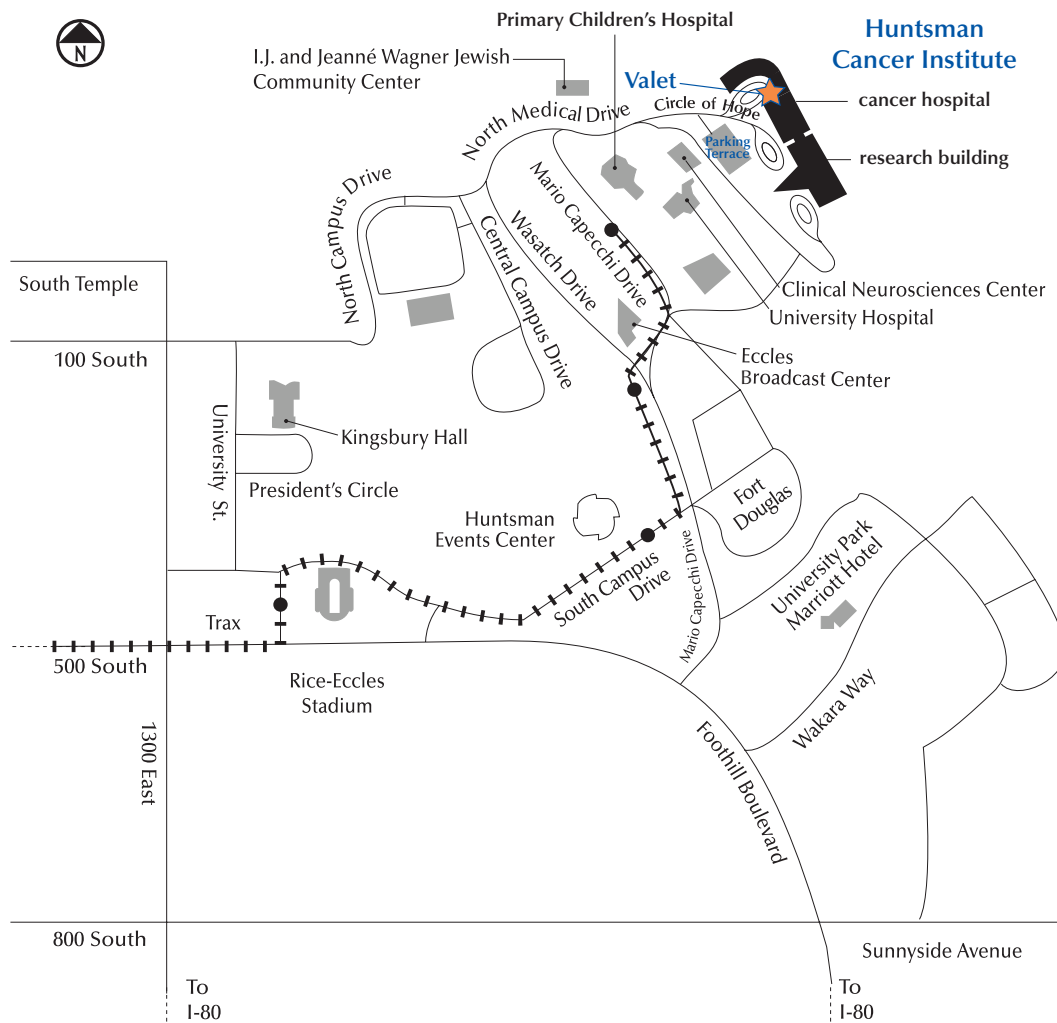 Primary Children's Hospital
Huntsman
Cancer Institute
N
I.J. and Jeanné Wagner Jewish
Community Center
Valet
cancer hospital
Circle of Hope
North Medical Drive
Parking
Terrace
research building
North Campus Drive
Mario Capecchi Drive
Wasatch Drive
Central Campus Drive
South Temple
Clinical Neurosciences Center
University Hospital
100 South
Eccles
Broadcast Center
University St.
Kingsbury Hall
President's Circle
Fort
Douglas
Huntsman
Events Center
South Campus
Drive
Mario Capecchi Drive
University Park
Marriott Hotel
Trax
500 South
Rice-Eccles
Stadium
Wakara Way
1300 East
Foothill Boulevard
800 South
Sunnyside Avenue
To
I-80
To
I-80